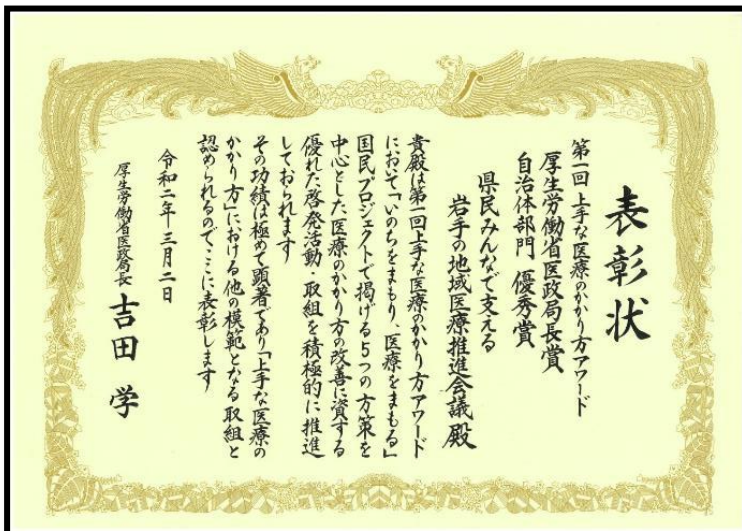 表彰状
第一回 上手な医療のかかり方アワード
厚生労働省医政局長賞
自治体部門 優秀賞
県民みんなで支える
岩手の地域医療推進会議 殿
貴殿は第一回上手な医療のかかり方アワード
において「いのちをまもり、医療をまもる」
国民プロジェクトで掲げる5つの方策を
中心とした医療のかかり方の改善に資する
優れた啓発活動・取組を積極的に推進
しておられます
その功績は極めて顕著であり「上手な医療の
かかり方」における他の模範となる取組と
認められるのでここに表彰します
令和二年三月二日
厚生労働省医政局長 吉田 学